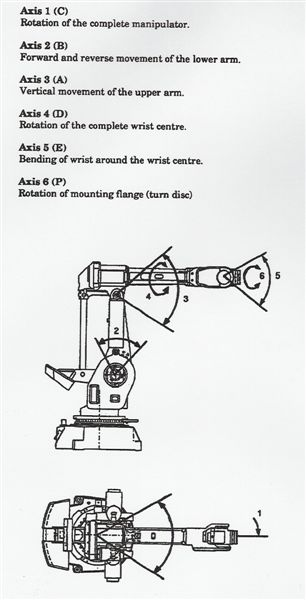 Axis 1 (C)
Rotation of the complete manipulator.
Axis 2 (B)
Forward and reverse movement of the lower arm.
Axis 3 (A)
Vertical movement of the upper arm.
Axis 4 (D)
Rotation of the complete wrist centre.
Axis 5 (E)
Bending of wrist around the wrist centre.
Axis 6 (P)
Rotation of mounting flange (turn disc)
4
3
6
5
2
1